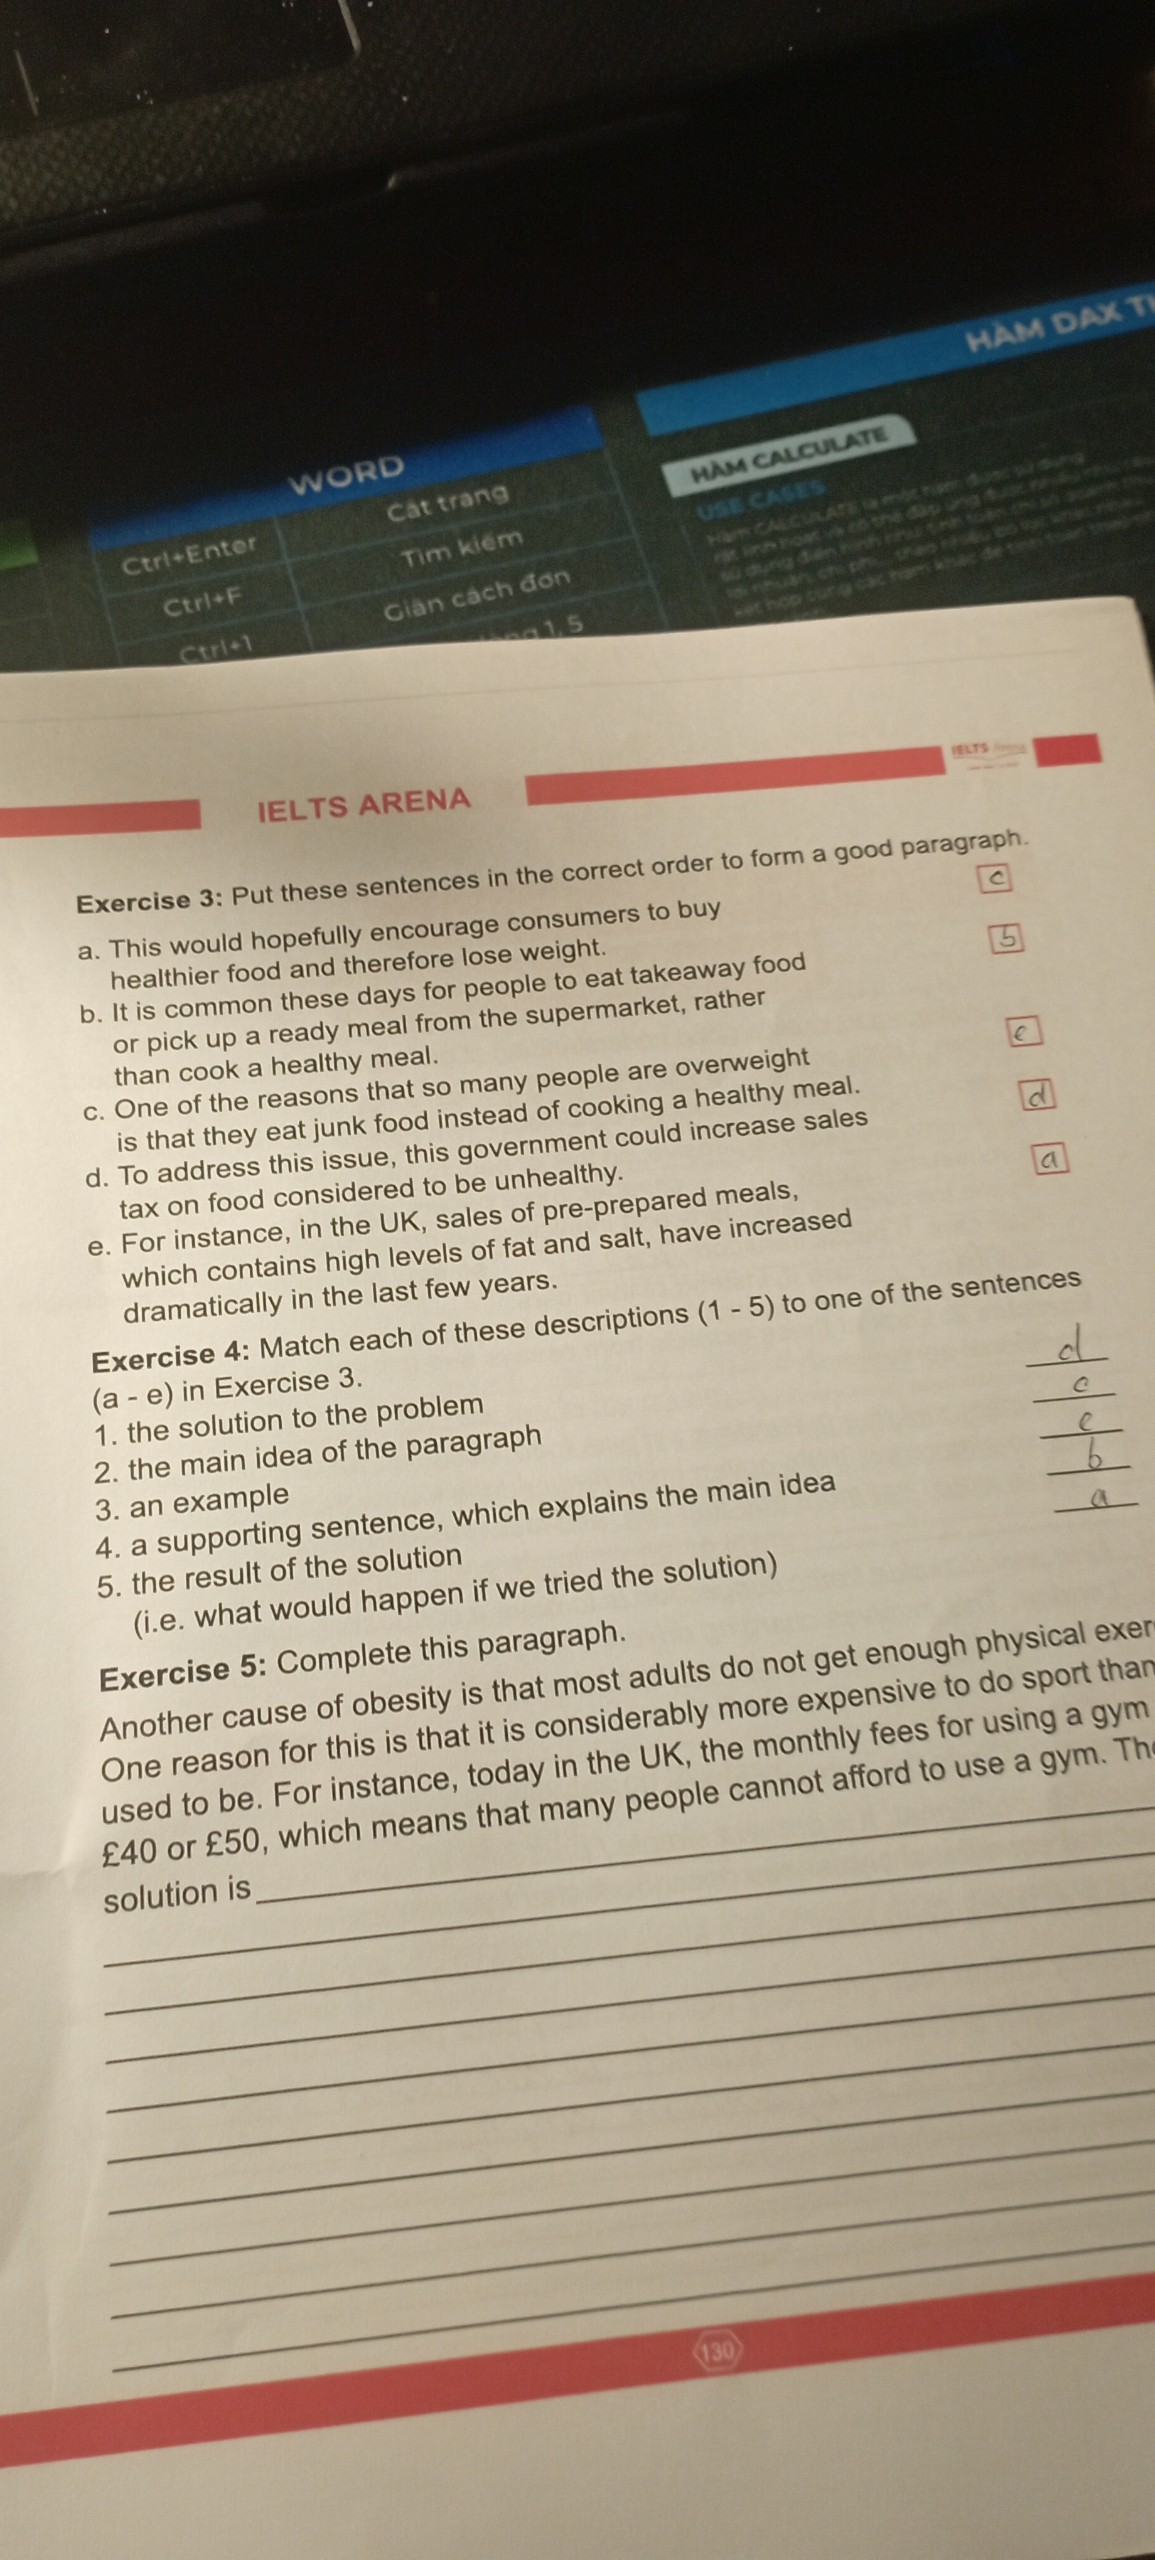 HÀM DAX
WORD
HÀM CALCULATE
USE CASES
Ctrl+Enter Cắt trang
Ctrl+F Tìm kiếm
Ctrl+1 Giãn cách đơn
1,5
IELTS ARENA
IELTS
Exercise 3: Put these sentences in the correct order to form a good paragraph.
a. This would hopefully encourage consumers to buy c
healthier food and therefore lose weight.
b. It is common these days for people to eat takeaway food b
or pick up a ready meal from the supermarket, rather
than cook a healthy meal.
c. One of the reasons that so many people are overweight e
is that they eat junk food instead of cooking a healthy meal.
d. To address this issue, this government could increase sales d
tax on food considered to be unhealthy.
e. For instance, in the UK, sales of pre-prepared meals, a
which contains high levels of fat and salt, have increased
dramatically in the last few years.
Exercise 4: Match each of these descriptions (1 - 5) to one of the sentences
(a - e) in Exercise 3.
1. the solution to the problem d
2. the main idea of the paragraph c
3. an example e
4. a supporting sentence, which explains the main idea b
5. the result of the solution a
(i.e. what would happen if we tried the solution)
Exercise 5: Complete this paragraph.
Another cause of obesity is that most adults do not get enough physical exer
One reason for this is that it is considerably more expensive to do sport than
used to be. For instance, today in the UK, the monthly fees for using a gym
£40 or £50, which means that many people cannot afford to use a gym. The
solution is
130